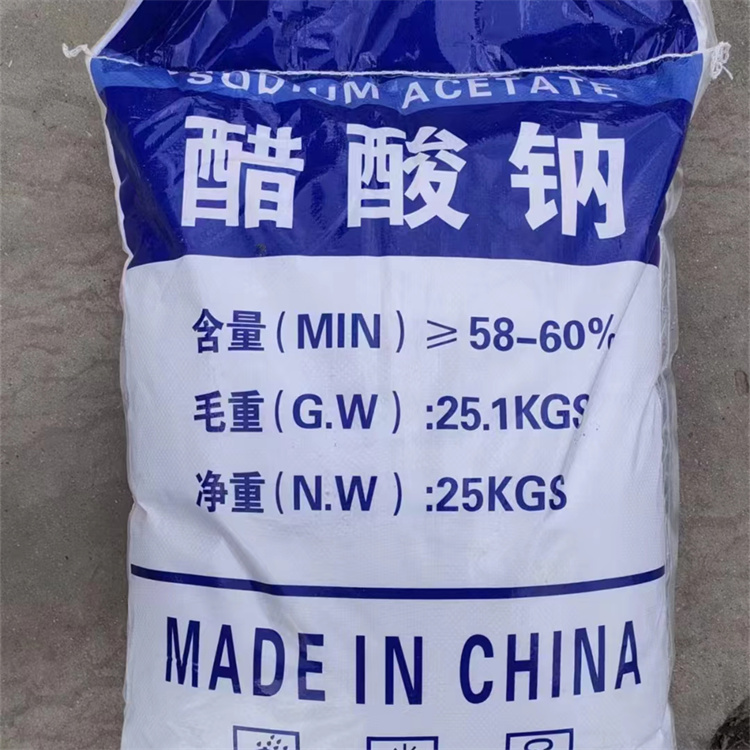 SODIUM ACETATE
醋酸钠
含量(MIN)≥58-60%
毛重(G.W):25.1KGS
净重(N.W):25KGS
MADE IN CHINA